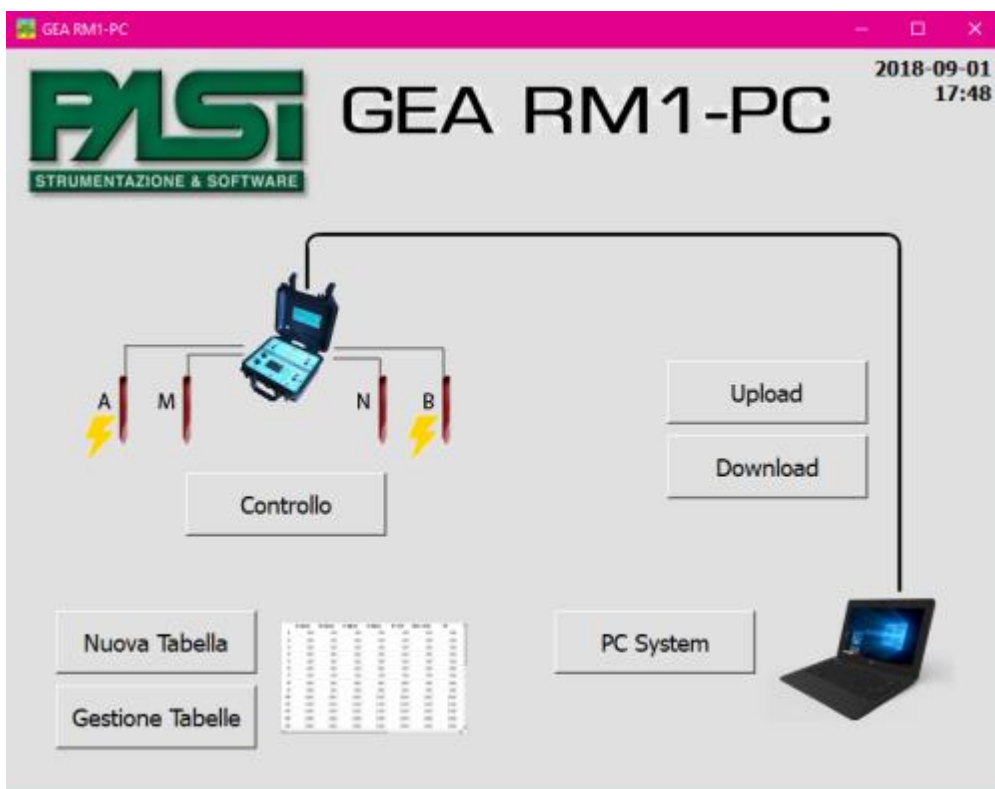 GEA RM1-PC
2018-09-01
17:48
PASI
STRUMENTAZIONE & SOFTWARE
GEA RM1-PC
A
M
N
B
Upload
Download
Controllo
Nuova Tabella
Gestione Tabelle
PC System